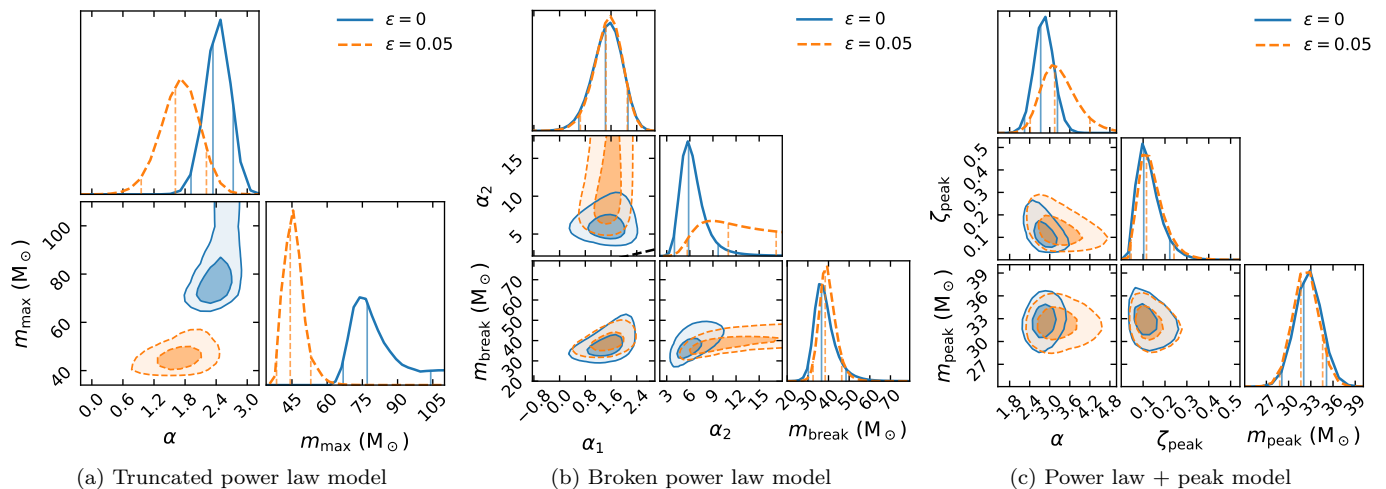 ε = 0
ε = 0.05
100
80
60
40
m_max (M_⊙)
0.0 0.6 1.2 1.8 2.4 3.0
α
45 60 75 90 105
m_max (M_⊙)
(a) Truncated power law model
ε = 0
ε = 0.05
15
10
5
α₂
70
60
50
40
30
20
m_break (M_⊙)
−0.8 0.0 0.8 1.6 2.4
α₁
3 6 9 12 15
α₂
20 30 40 50 60 70
m_break (M_⊙)
(b) Broken power law model
ε = 0
ε = 0.05
0.5
0.4
0.3
0.2
0.1
ζ_peak
39
36
33
30
27
m_peak (M_⊙)
1.8 2.4 3.0 3.6 4.2 4.8
α
0.1 0.2 0.3 0.4 0.5
ζ_peak
27 30 33 36 39
m_peak (M_⊙)
(c) Power law + peak model